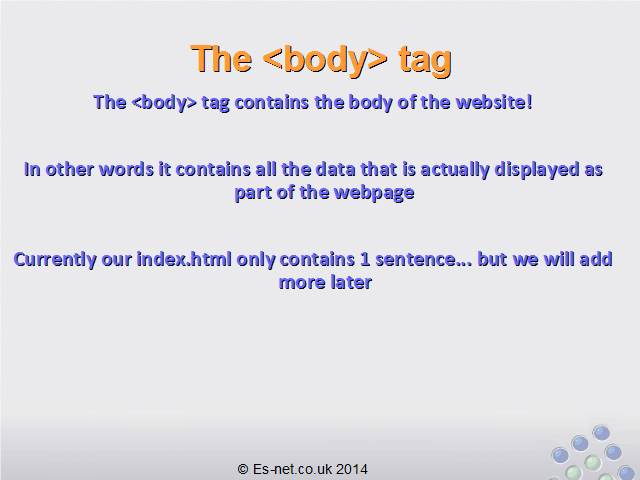 The <body> tag
The <body> tag contains the body of the website!
In other words it contains all the data that is actually displayed as
part of the webpage
Currently our index.html only contains 1 sentence... but we will add
more later
© Es-net.co.uk 2014